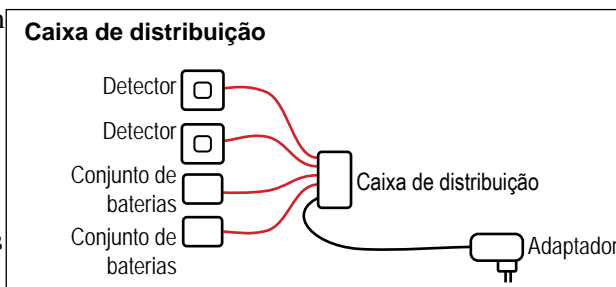 Caixa de distribuição
Detector
Detector
Conjunto de
baterias
Conjunto de
baterias
Caixa de distribuição
Adaptador